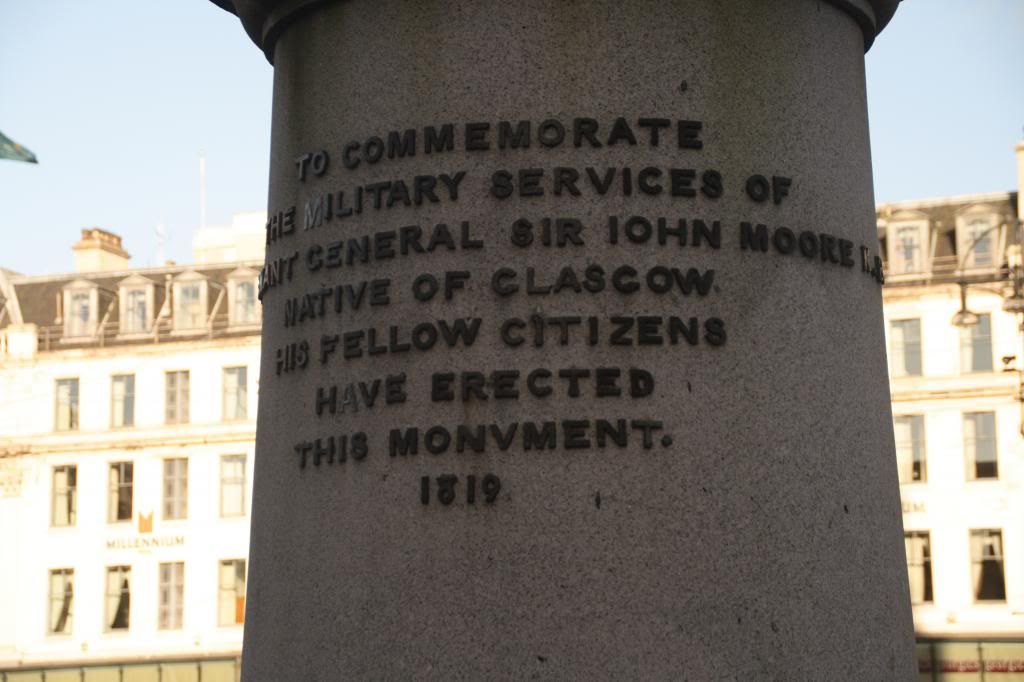 TO COMMEMORATE
THE MILITARY SERVICES OF
GENERAL SIR IOHN MOORE K.B
NATIVE OF GLASGOW.
HIS FELLOW CITIZENS
HAVE ERECTED
THIS MONVMENT.
1819
MILLENNIUM